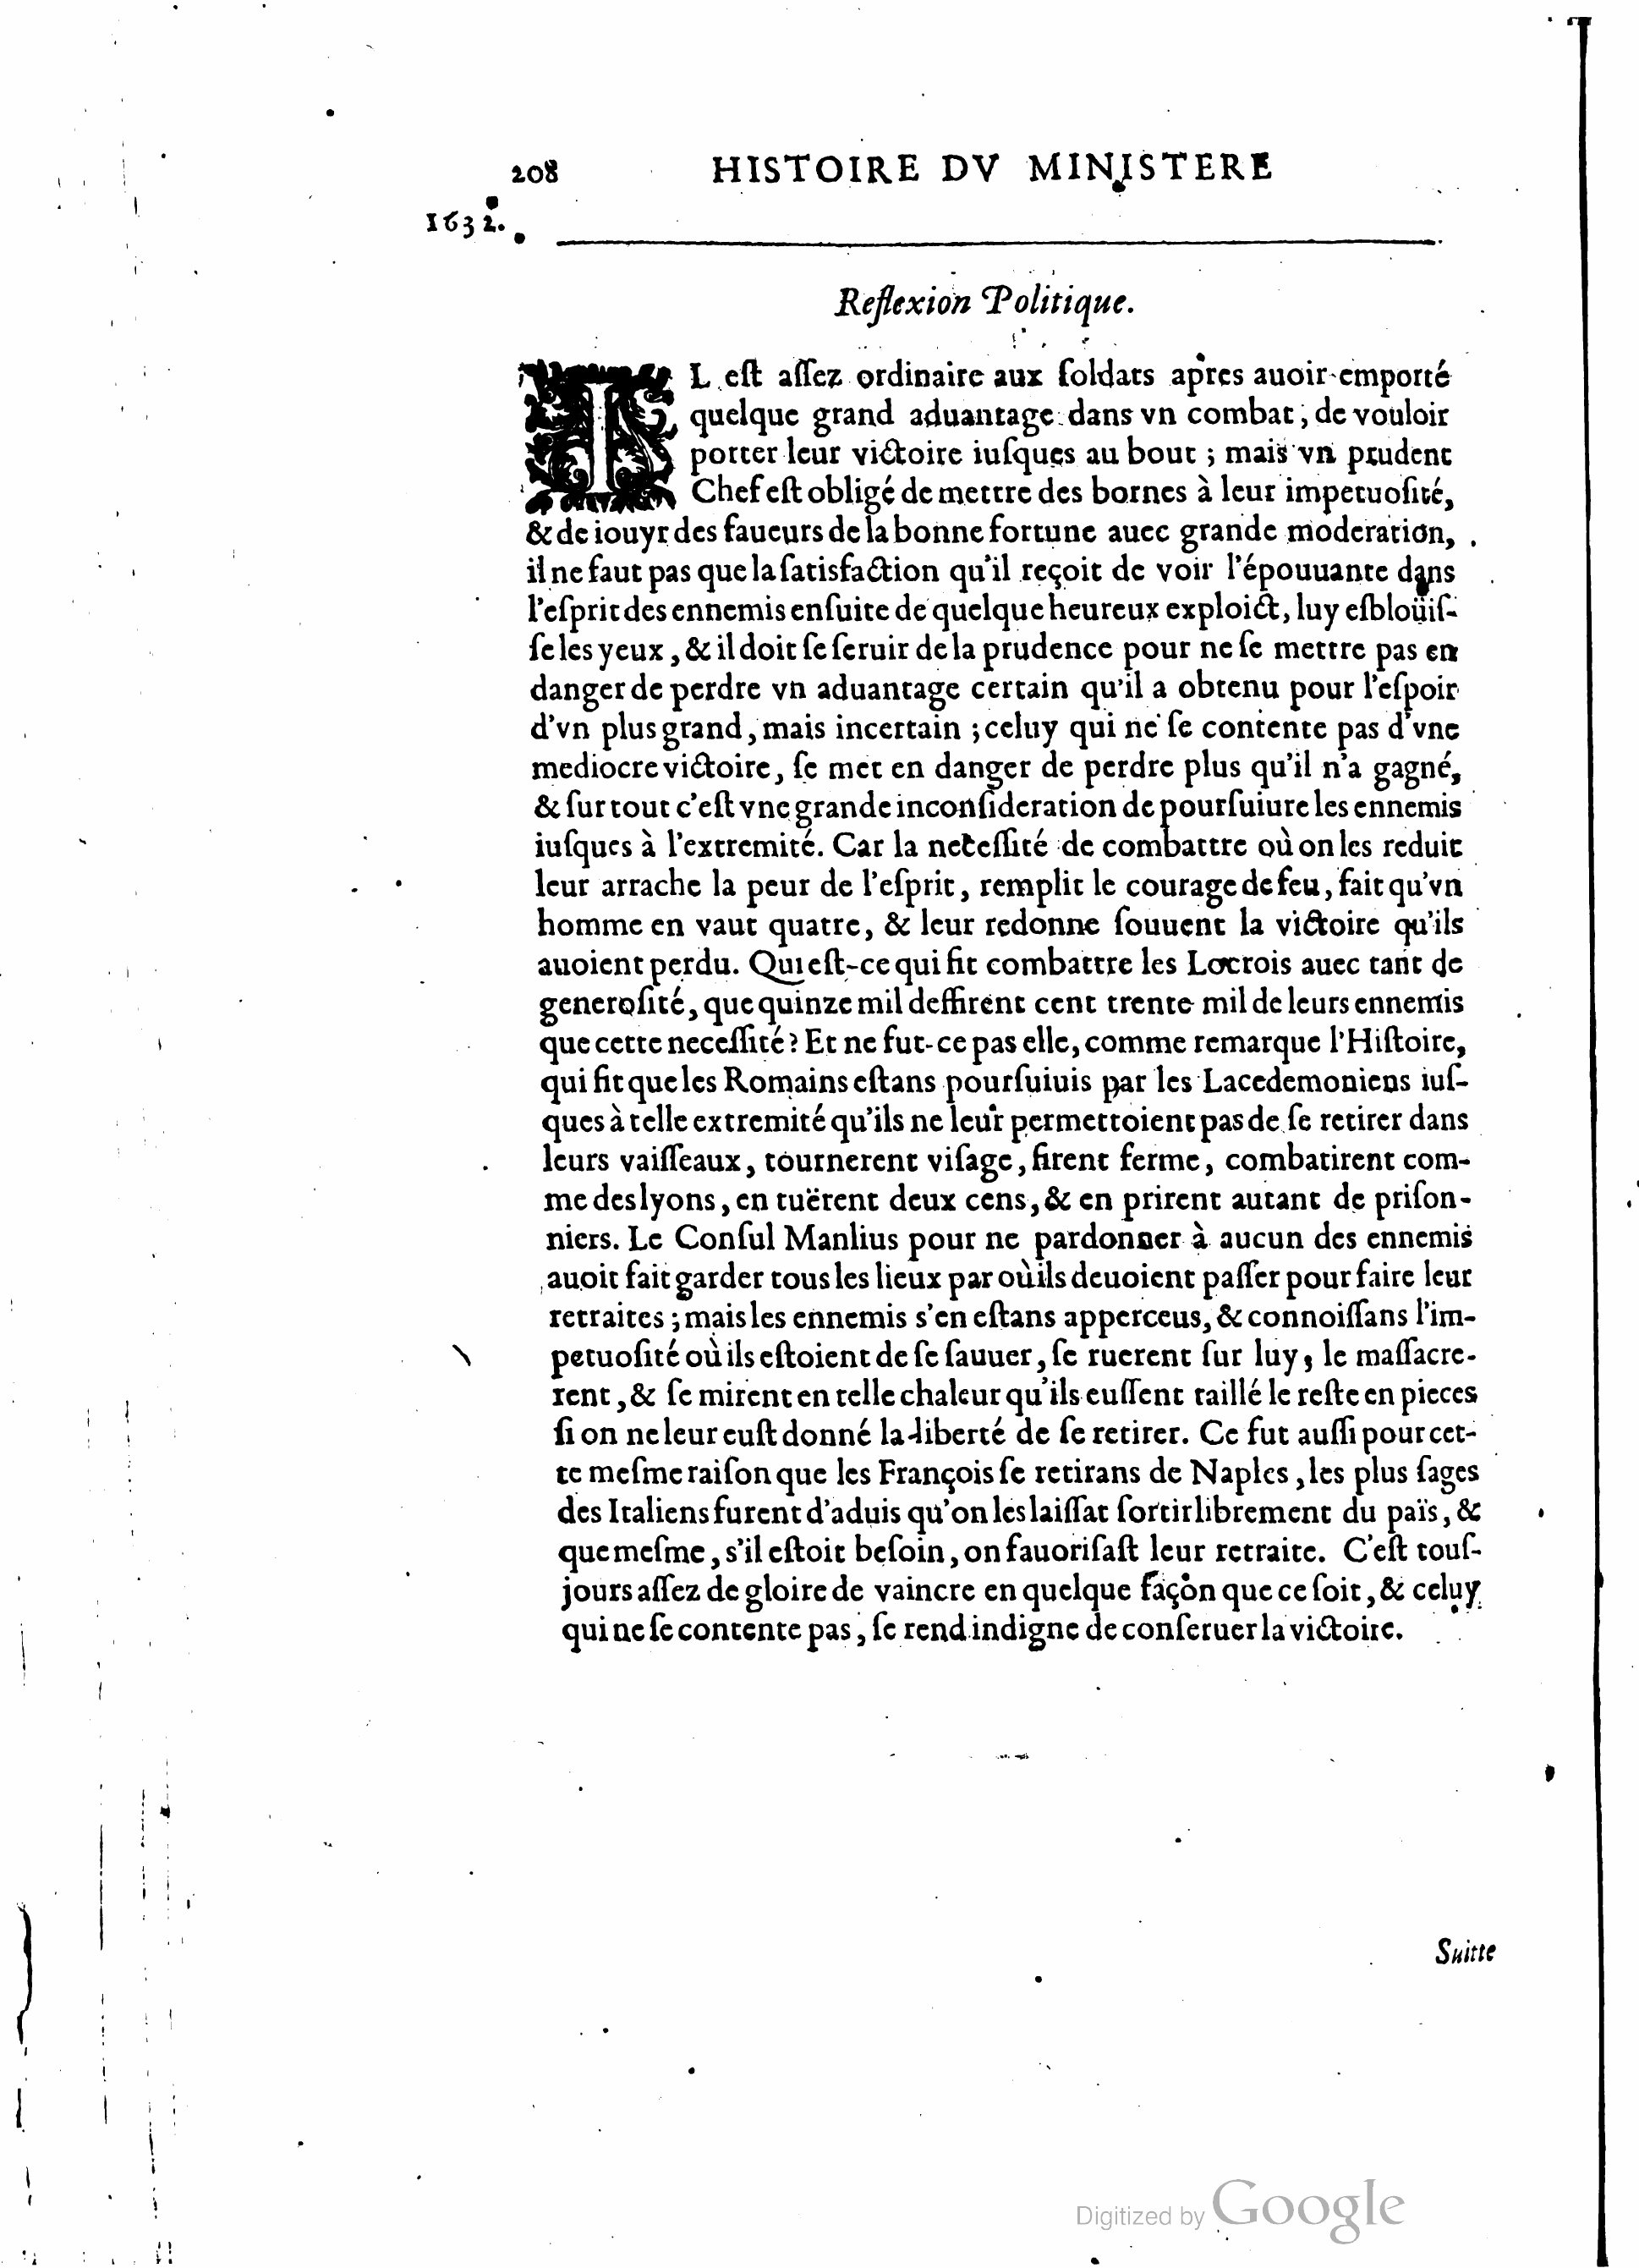 208 HISTOIRE DV MINISTERE
1632.
Reflexion Politique.
IL eſt aſſez ordinaire aux ſoldats apres auoir emporté
quelque grand aduantage dans vn combat, de vouloir
porter leur victoire iuſques au bout ; mais vn prudent
Chef eſt obligé de mettre des bornes à leur impetuoſité,
& de iouyr des faueurs de la bonne fortune auec grande moderation,
il ne faut pas que la ſatisfaction qu'il reçoit de voir l'épouuante dans
l'eſprit des ennemis enſuite de quelque heureux exploict, luy eſbloüiſ-
ſe les yeux, & il doit ſe ſeruir de la prudence pour ne ſe mettre pas en
danger de perdre vn aduantage certain qu'il a obtenu pour l'eſpoir
d'vn plus grand, mais incertain ; celuy qui ne ſe contente pas d'vne
mediocre victoire, ſe met en danger de perdre plus qu'il n'a gagné,
& ſur tout c'eſt vne grande inconſideration de pourſuiure les ennemis
iuſques à l'extremité. Car la neceſſité de combattre où on les reduit
leur arrache la peur de l'eſprit, remplit le courage de feu, fait qu'vn
homme en vaut quatre, & leur redonne ſouuent la victoire qu'ils
auoient perdu. Qui eſt-ce qui fit combattre les Locrois auec tant de
generoſité, que quinze mil deffirent cent trente mil de leurs ennemis
que cette neceſſité ? Et ne fut-ce pas elle, comme remarque l'Hiſtoire,
qui fit que les Romains eſtans pourſuiuis par les Lacedemoniens iuſ-
ques à telle extremité qu'ils ne leur permettoient pas de ſe retirer dans
leurs vaiſſeaux, tournerent viſage, firent ferme, combatirent com-
me des lyons, en tuërent deux cens, & en prirent autant de priſon-
niers. Le Conſul Manlius pour ne pardonner à aucun des ennemis
auoit fait garder tous les lieux par où ils deuoient paſſer pour faire leur
retraites ; mais les ennemis s'en eſtans apperceus, & connoiſſans l'im-
petuoſité où ils eſtoient de ſe ſauuer, ſe ruerent ſur luy, le maſſacre-
rent, & ſe mirent en telle chaleur qu'ils euſſent taillé le reſte en pieces
ſi on ne leur euſt donné la liberté de ſe retirer. Ce fut auſſi pour cet-
te meſme raiſon que les François ſe retirans de Naples, les plus ſages
des Italiens furent d'aduis qu'on les laiſſat ſortir librement du païs, &
que meſme, s'il eſtoit beſoin, on fauoriſaſt leur retraite. C'eſt touſ-
jours aſſez de gloire de vaincre en quelque façon que ce ſoit, & celuy
qui ne ſe contente pas, ſe rend indigne de conſeruer la victoire.
Suitte
Digitized by Google